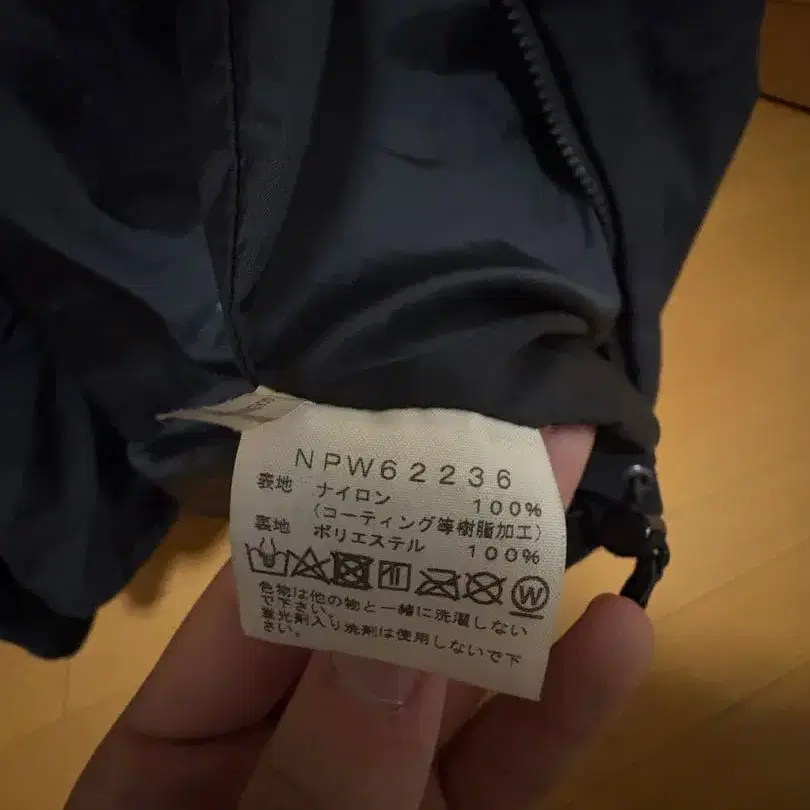 NPW62236
表地 ナイロン 100%
(コーティング等樹脂加工)
裏地 ポリエステル 100%
W
色物は他の物と一緒に洗濯しない
で下さい。
蛍光剤入り洗剤は使用しないで下
さい。